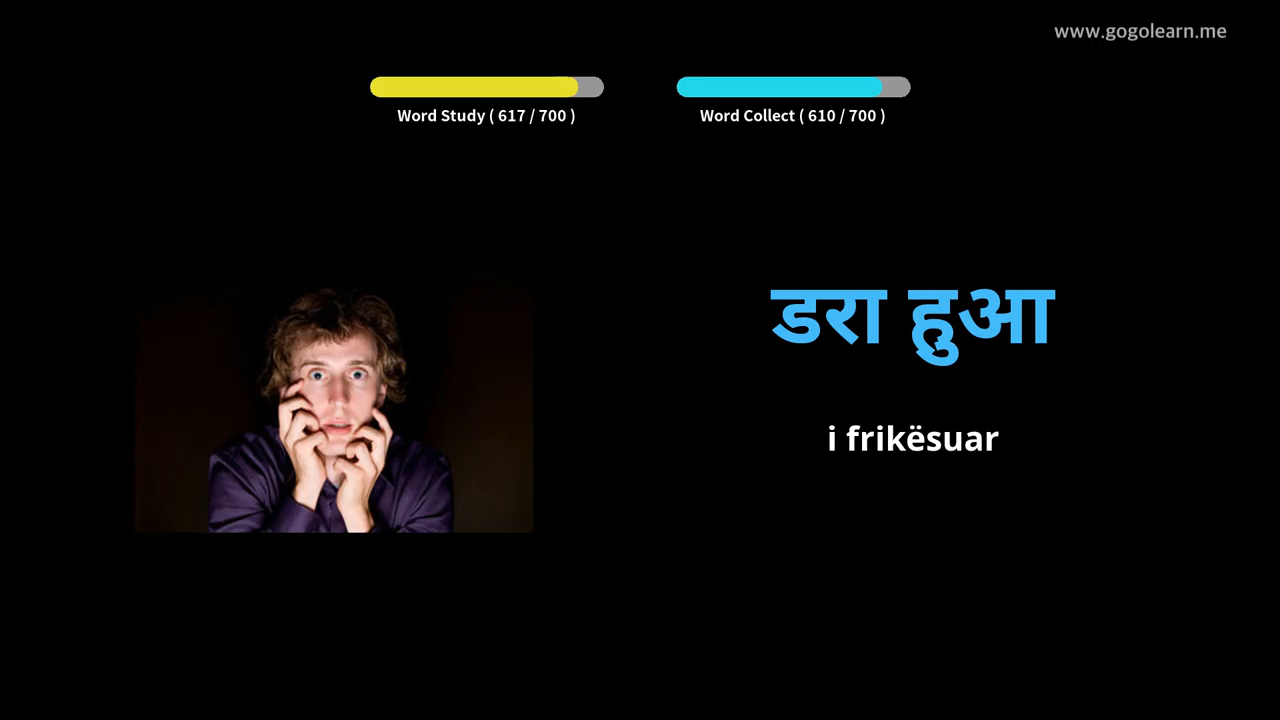 www.gogolearn.me
Word Study ( 617 / 700 )
Word Collect ( 610 / 700 )
डरा हुआ
i frikësuar